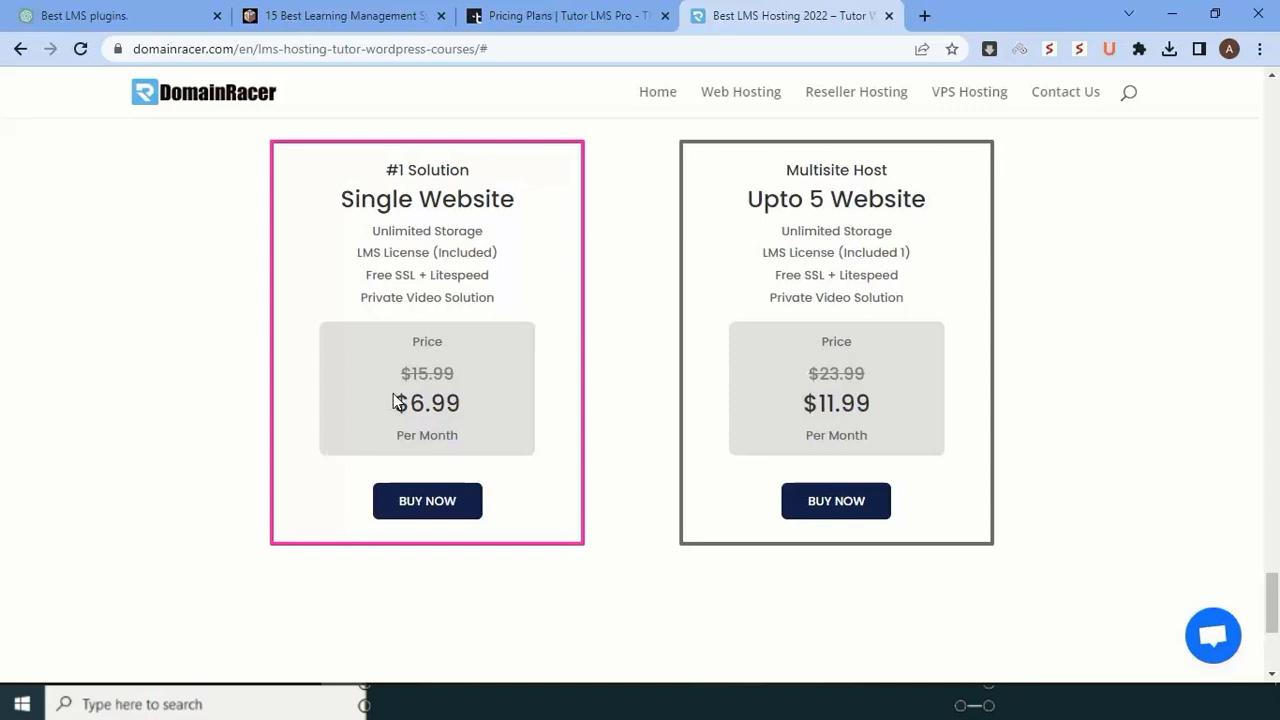 Best LMS plugins.
15 Best Learning Management Sy
Pricing Plans | Tutor LMS Pro - Th
Best LMS Hosting 2022 – Tutor W
domainracer.com/en/lms-hosting-tutor-wordpress-courses/#
A
DomainRacer
Home
Web Hosting
Reseller Hosting
VPS Hosting
Contact Us
#1 Solution
Single Website
Unlimited Storage
LMS License (Included)
Free SSL + Litespeed
Private Video Solution
Price
$15.99
$6.99
Per Month
BUY NOW
Multisite Host
Upto 5 Website
Unlimited Storage
LMS License (Included 1)
Free SSL + Litespeed
Private Video Solution
Price
$23.99
$11.99
Per Month
BUY NOW
Type here to search